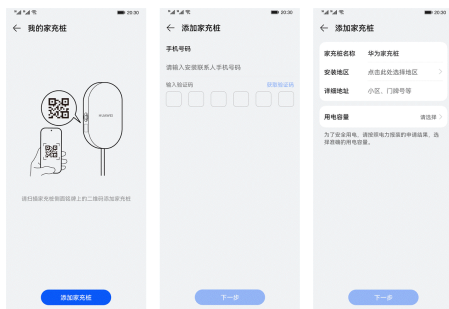 20:30
我的家充桩
HUAWEI
请扫描家充桩侧面铭牌上的二维码添加家充桩
添加家充桩
20:30
添加家充桩
手机号码
请输入安装联系人手机号码
输入验证码 获取验证码
下一步
20:30
添加家充桩
家充桩名称 华为家充桩
安装地区 点击此处选择地区
详细地址 小区、门牌号等
用电容量 请选择
为了安全用电，请按照电力报装的申请结果，选
择准确的用电容量。
下一步